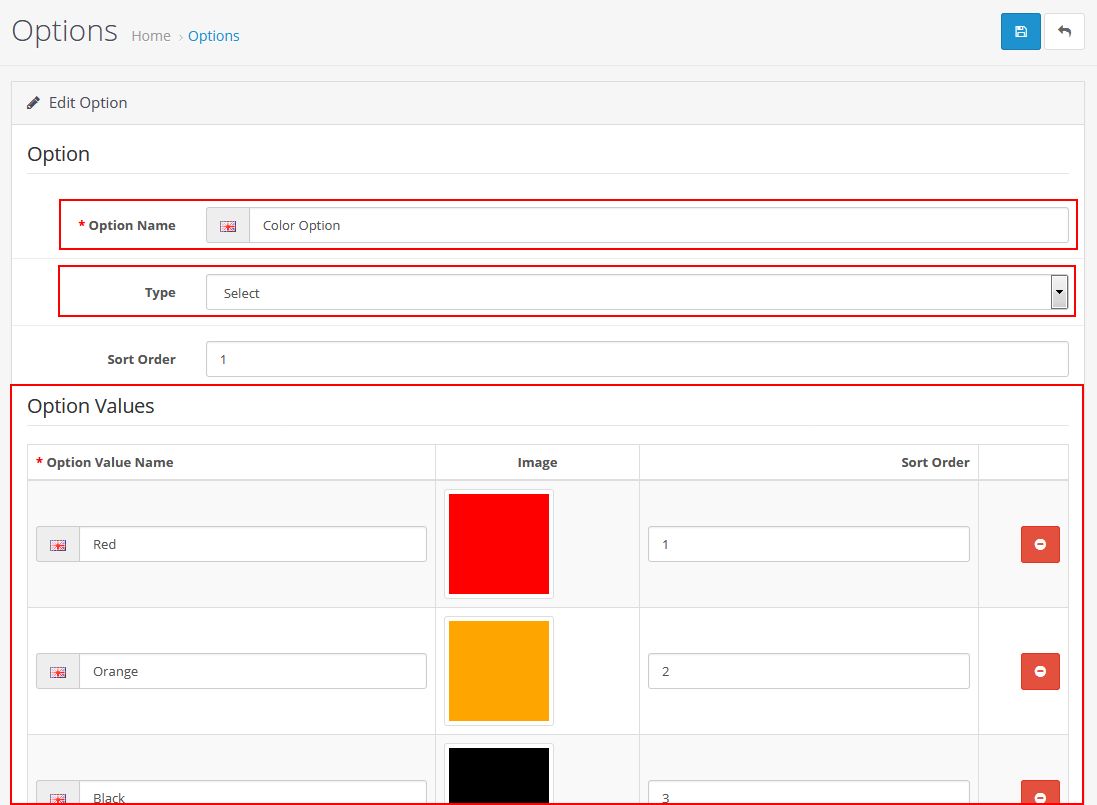 Options Home › Options
Edit Option
Option
* Option Name Color Option
Type Select
Sort Order 1
Option Values
* Option Value Name Image Sort Order
Red 1
Orange 2
Black 3